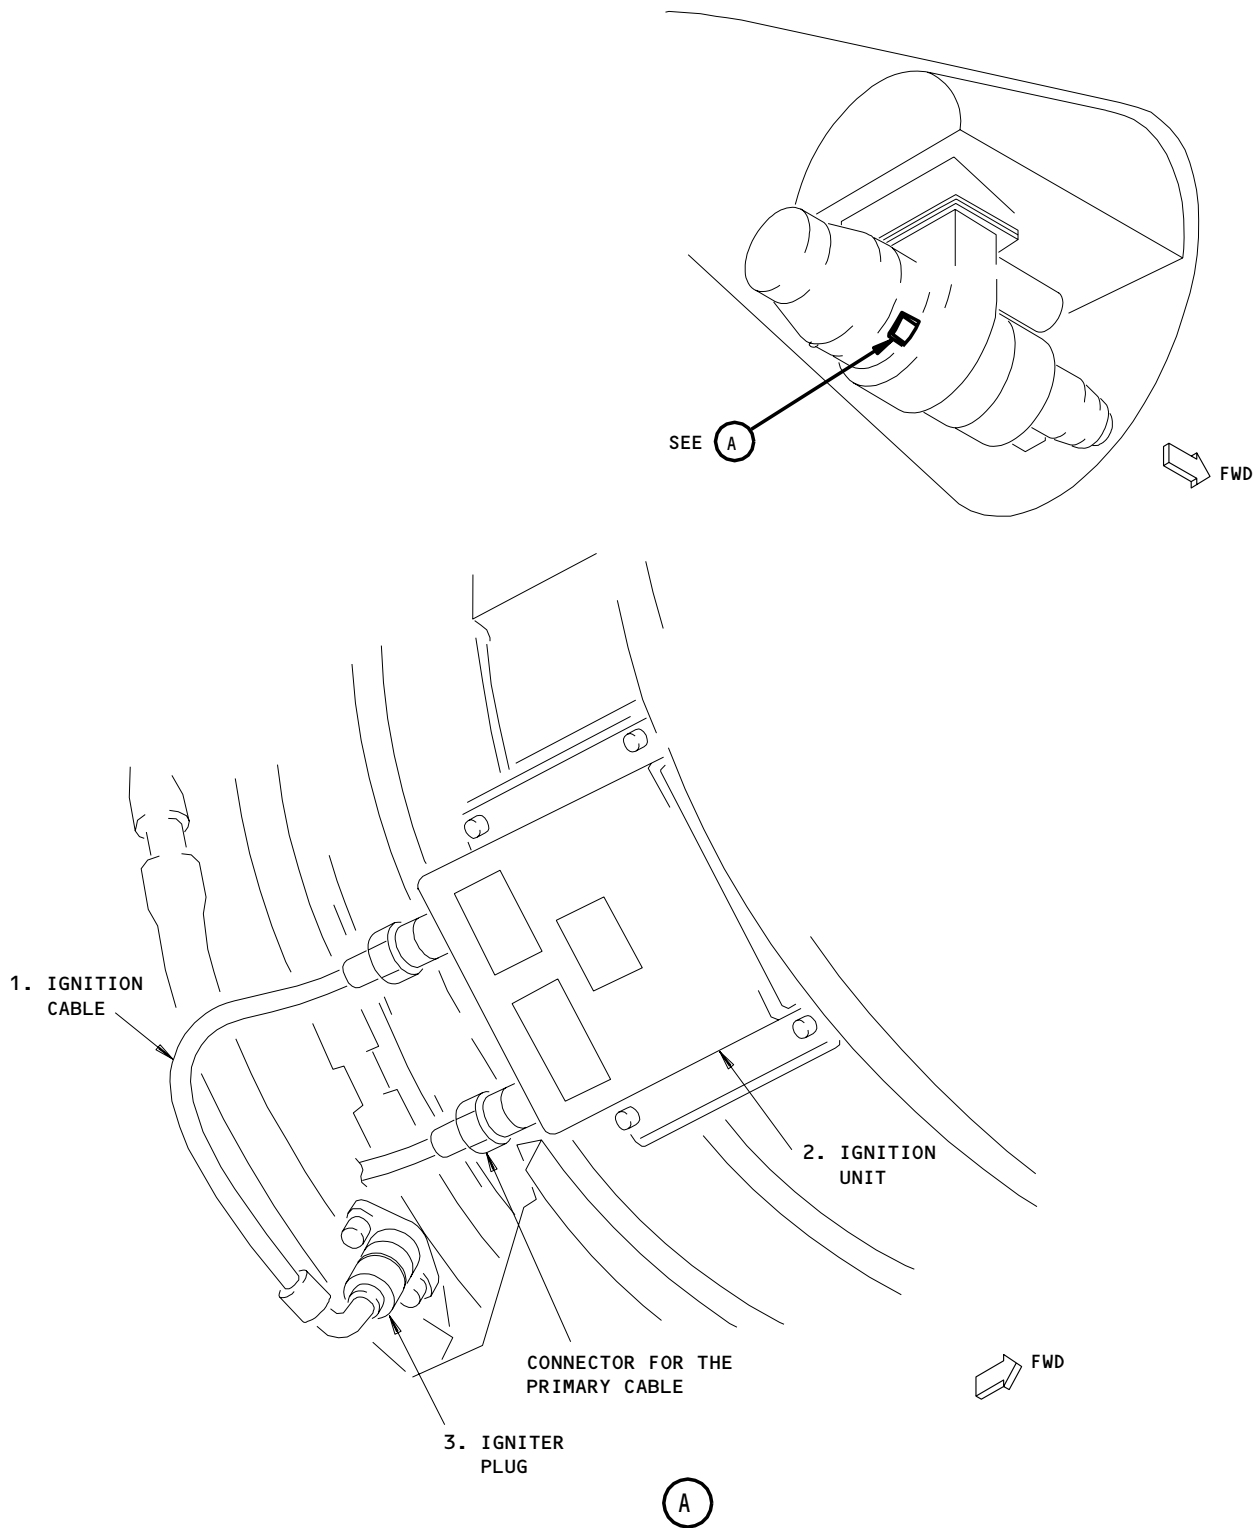 SEE A
FWD
1. IGNITION
CABLE
2. IGNITION
UNIT
CONNECTOR FOR THE
PRIMARY CABLE
FWD
3. IGNITER
PLUG
A